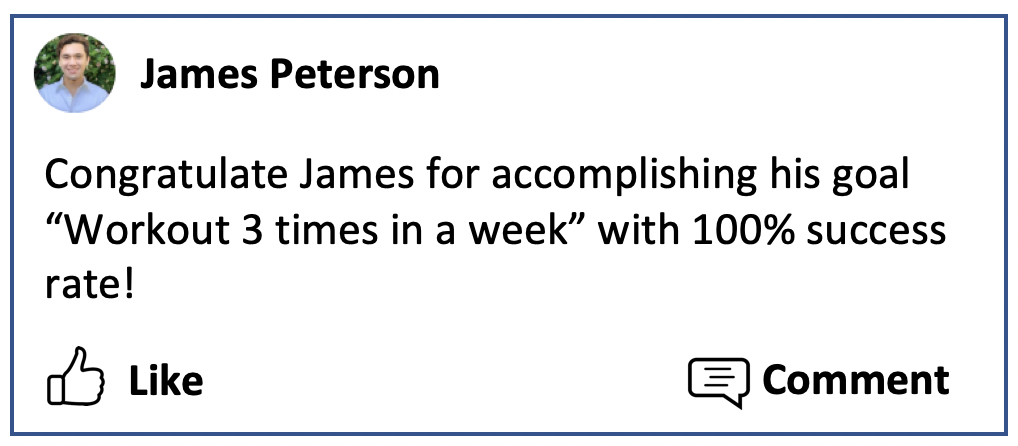 James Peterson
Congratulate James for accomplishing his goal
“Workout 3 times in a week” with 100% success
rate!
Like
Comment